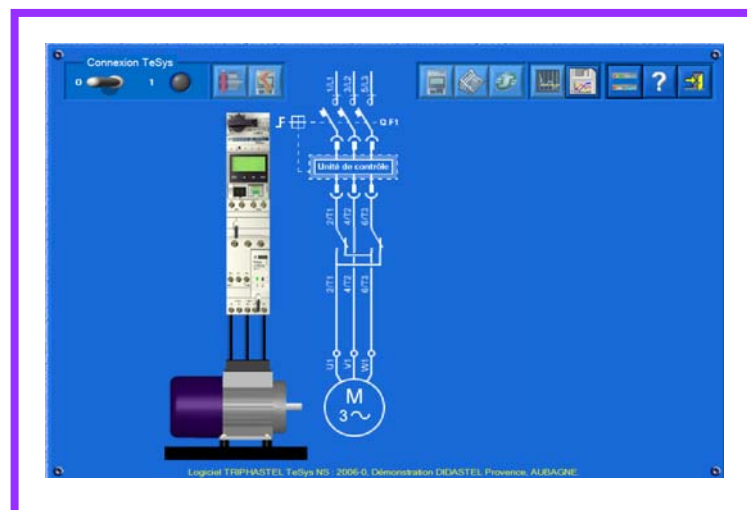 Connexion TeSys
0 1
?
1/L1 3/L2 5/L3
Q F1
Unité de contrôle
2/T1 4/T2 6/T3
2/T1 4/T2 6/T3
U1 V1 W1
M
3~
Logiciel TRIPHASTEL TeSys NS : 2006-0, Démonstration DIDASTEL Provence, AUBAGNE.